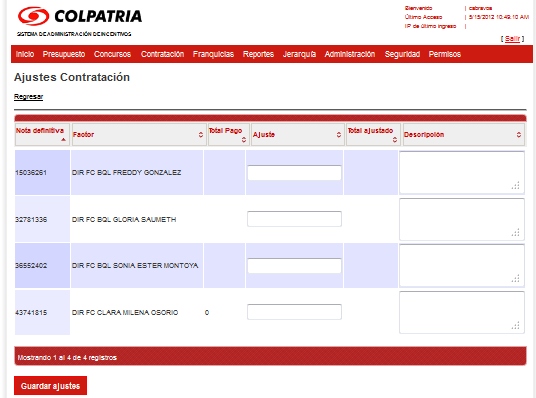 COLPATRIA
SISTEMA DE ADMINISTRACIÓN DE INCENTIVOS
Bienvenido | csbravos
Último Acceso | 5/15/2012 10:49:10 AM
IP de último ingreso |
[ Salir ]
Inicio Presupuesto Concursos Contratación Franquicias Reportes Jerarquía Administración Seguridad Permisos
Ajustes Contratación
Regresar
Nota definitiva Factor Total Pago Ajuste Total ajustado Descripción
15036261 DIR FC BQL FREDDY GONZALEZ
32781336 DIR FC BQL GLORIA SAUMETH
36552402 DIR FC BQL SONIA ESTER MONTOYA
43741815 DIR FC CLARA MILENA OSORIO 0
Mostrando 1 al 4 de 4 registros
Guardar ajustes